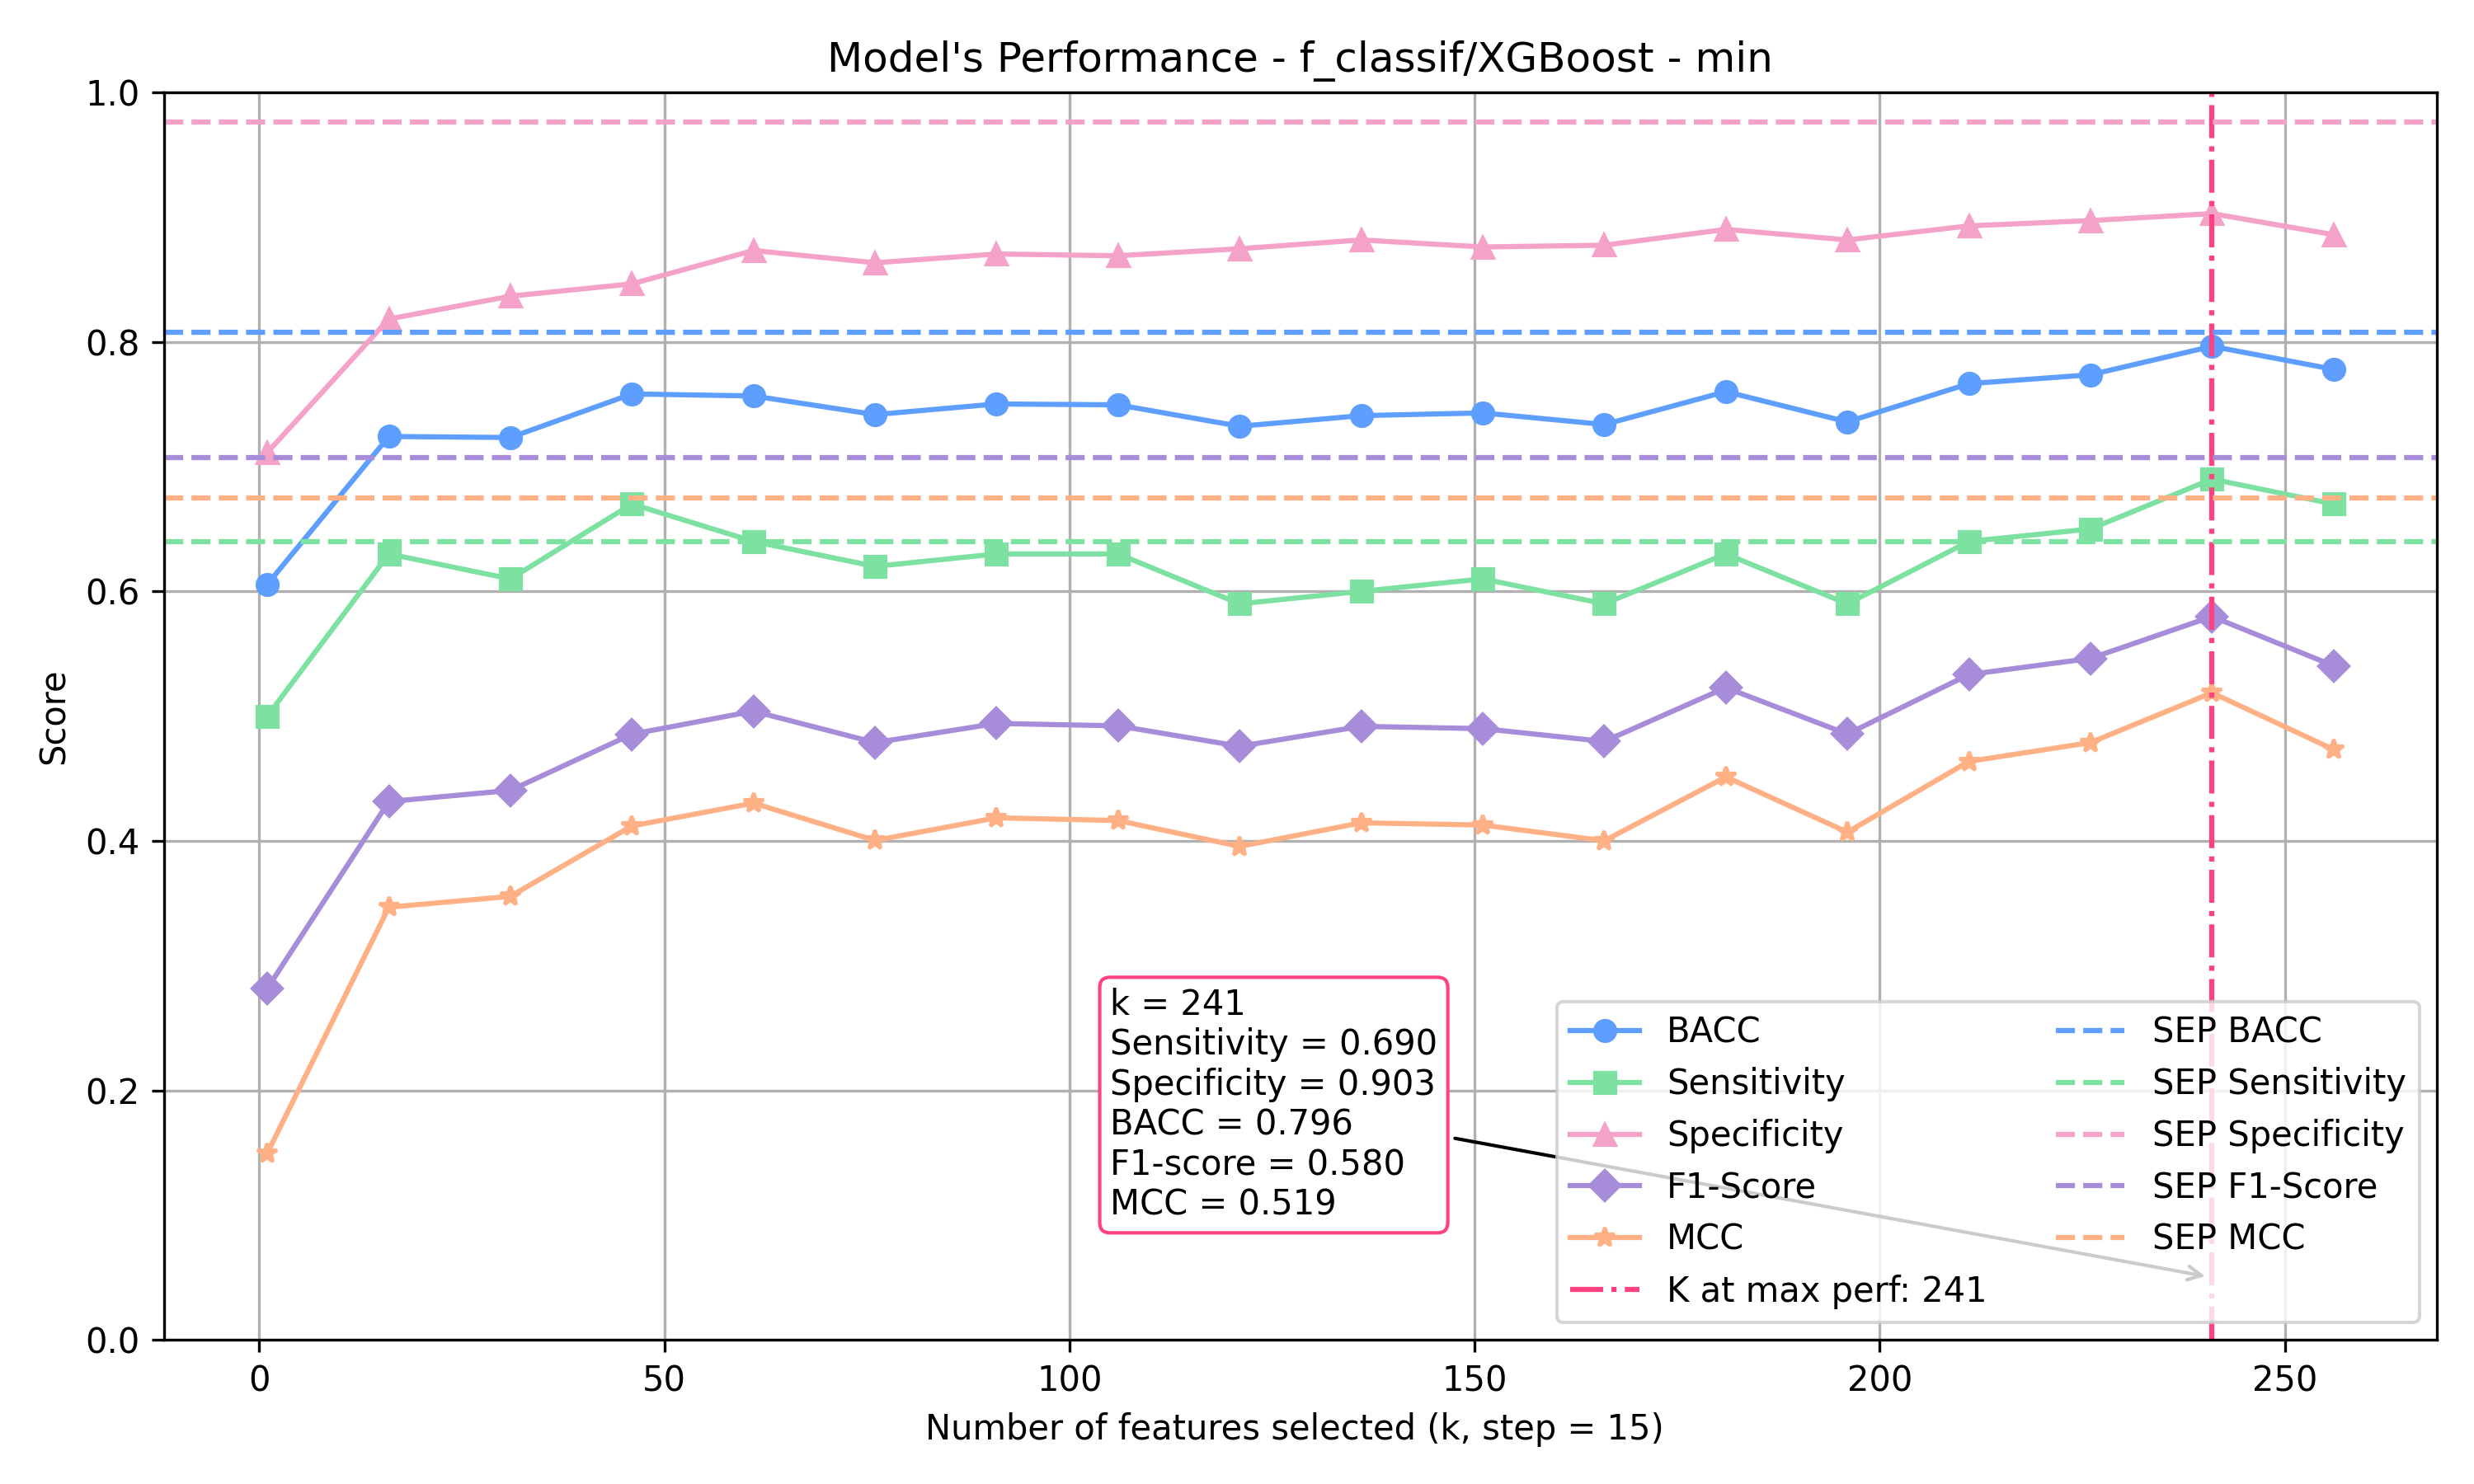 Model's Performance - f_classif/XGBoost - min
1.0
0.8
0.6
0.4
0.2
0.0
Score
0
50
100
150
200
250
Number of features selected (k, step = 15)
k = 241
Sensitivity = 0.690
Specificity = 0.903
BACC = 0.796
F1-score = 0.580
MCC = 0.519
BACC
Sensitivity
Specificity
F1-Score
MCC
K at max perf: 241
SEP BACC
SEP Sensitivity
SEP Specificity
SEP F1-Score
SEP MCC